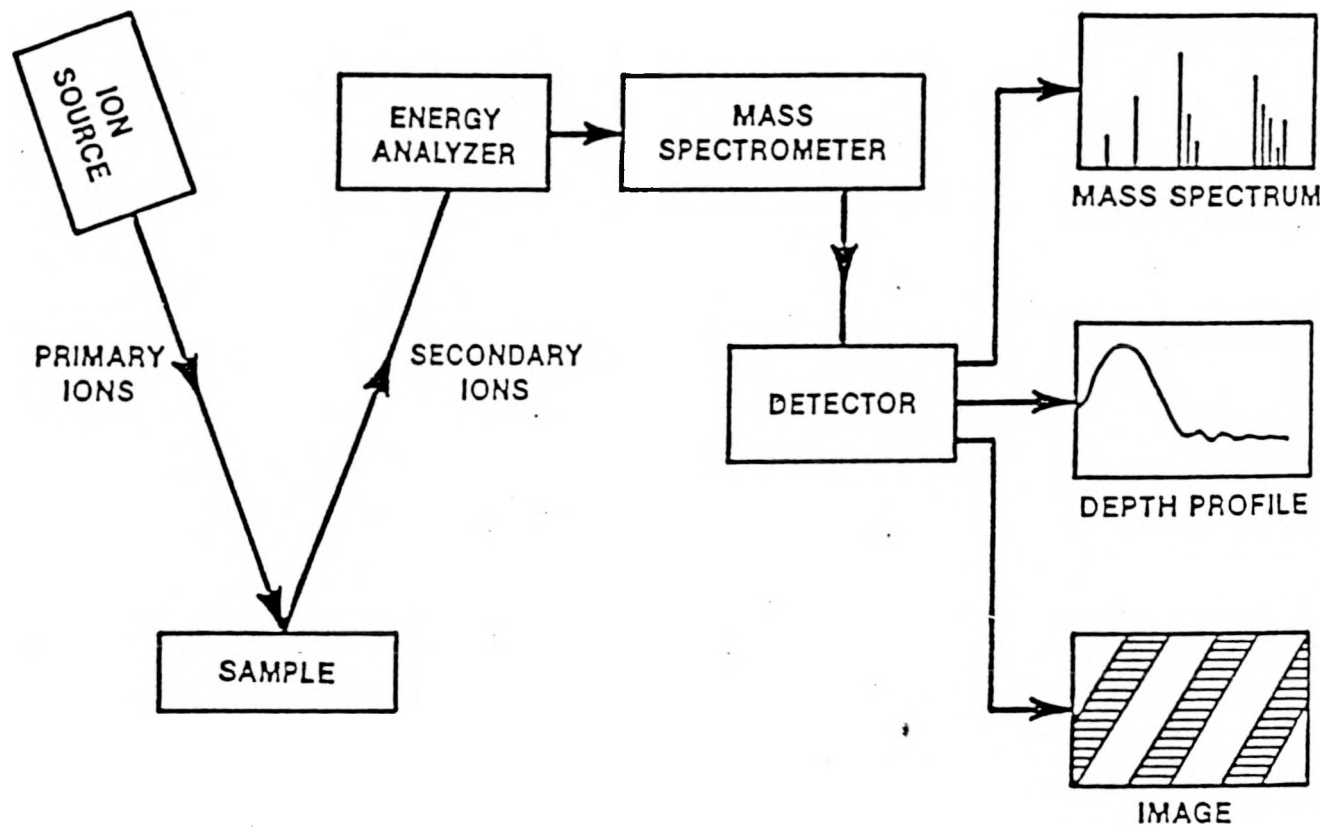 ION
SOURCE
PRIMARY
IONS
SAMPLE
SECONDARY
IONS
ENERGY
ANALYZER
MASS
SPECTROMETER
DETECTOR
MASS SPECTRUM
DEPTH PROFILE
IMAGE